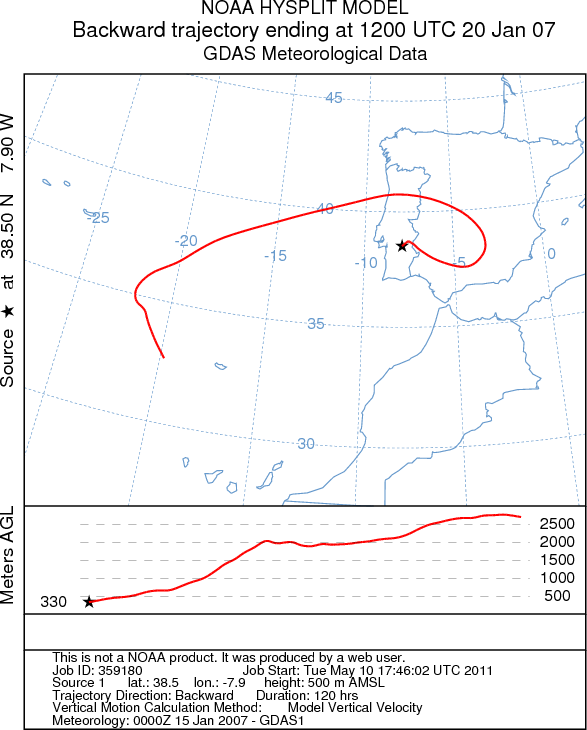 NOAA HYSPLIT MODEL
Backward trajectory ending at 1200 UTC 20 Jan 07
GDAS Meteorological Data
Source ★ at 38.50 N 7.90 W
45
40
-25
-20
-15
-10
-5
0
35
30
Meters AGL
330
2500
2000
1500
1000
500
This is not a NOAA product. It was produced by a web user.
Job ID: 359180 Job Start: Tue May 10 17:46:02 UTC 2011
Source 1 lat.: 38.5 lon.: -7.9 height: 500 m AMSL
Trajectory Direction: Backward Duration: 120 hrs
Vertical Motion Calculation Method: Model Vertical Velocity
Meteorology: 0000Z 15 Jan 2007 - GDAS1